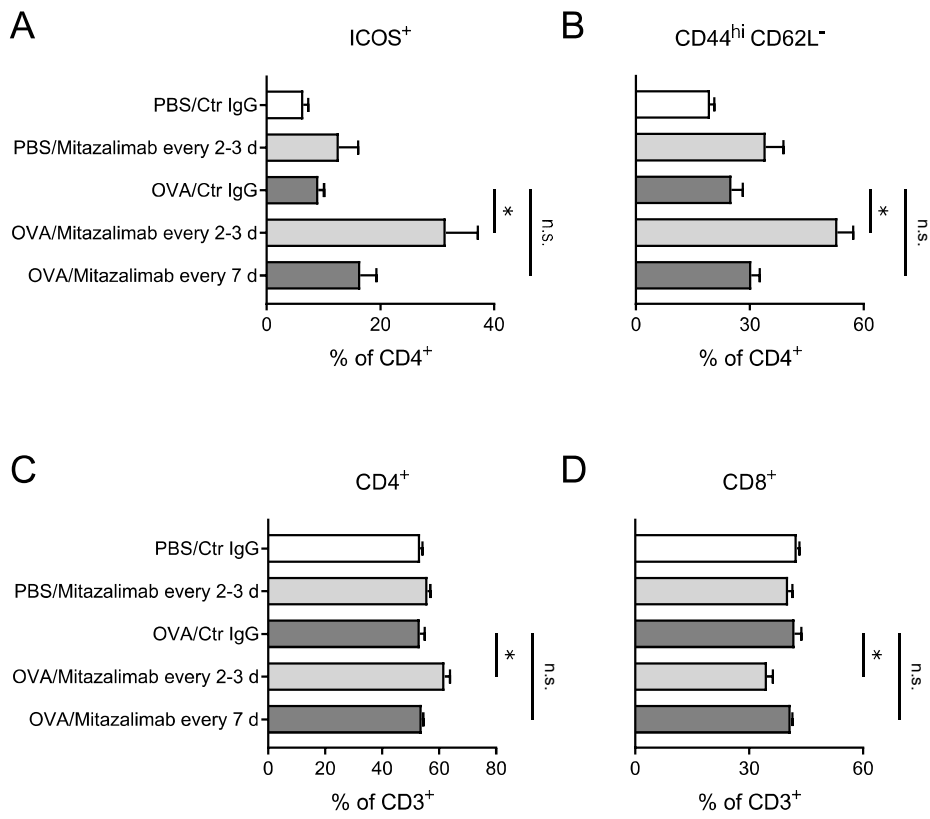 A
ICOS⁺
PBS/Ctr IgG
PBS/Mitazalimab every 2-3 d
OVA/Ctr IgG
OVA/Mitazalimab every 2-3 d
OVA/Mitazalimab every 7 d
*
n.s.
0 20 40
% of CD4⁺
B
CD44ʰⁱ CD62L⁻
*
n.s.
0 30 60
% of CD4⁺
C
CD4⁺
PBS/Ctr IgG
PBS/Mitazalimab every 2-3 d
OVA/Ctr IgG
OVA/Mitazalimab every 2-3 d
OVA/Mitazalimab every 7 d
*
n.s.
0 20 40 60 80
% of CD3⁺
D
CD8⁺
*
n.s.
0 30 60
% of CD3⁺